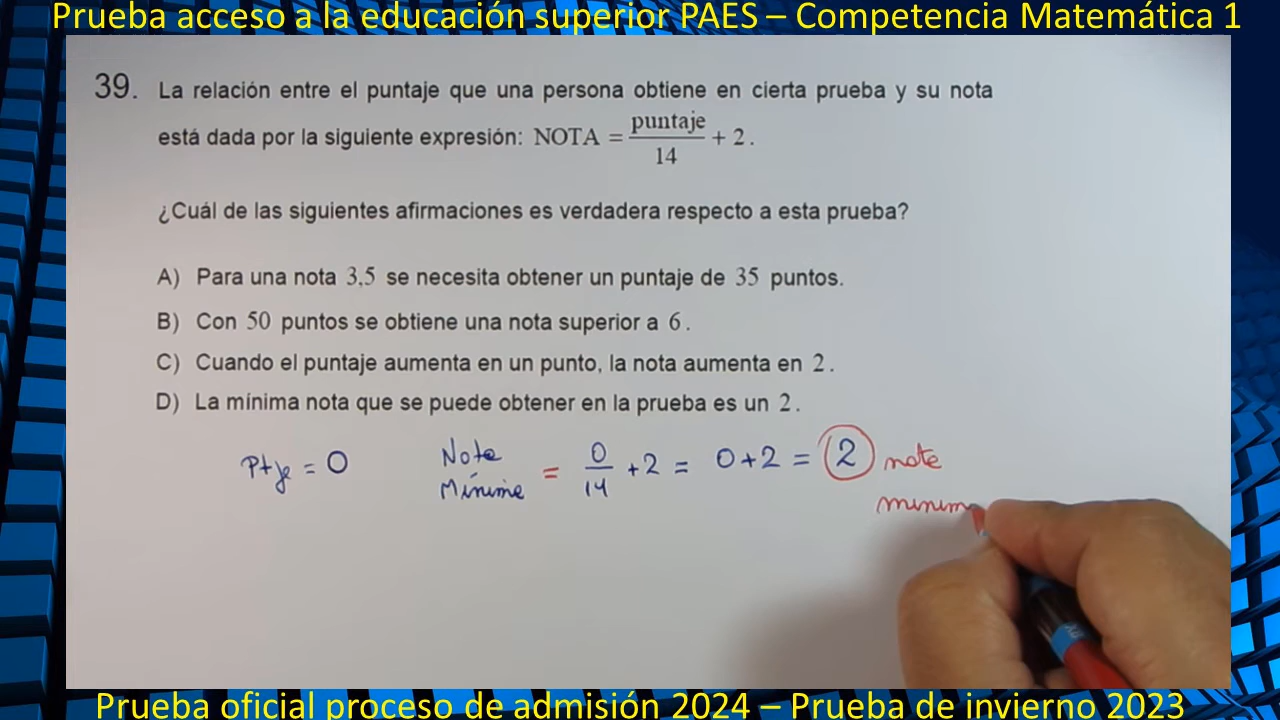 Prueba acceso a la educación superior PAES – Competencia Matemática 1
39. La relación entre el puntaje que una persona obtiene en cierta prueba y su nota
está dada por la siguiente expresión: NOTA = puntaje/14 + 2.
¿Cuál de las siguientes afirmaciones es verdadera respecto a esta prueba?
A) Para una nota 3,5 se necesita obtener un puntaje de 35 puntos.
B) Con 50 puntos se obtiene una nota superior a 6.
C) Cuando el puntaje aumenta en un punto, la nota aumenta en 2.
D) La mínima nota que se puede obtener en la prueba es un 2.
Ptje = 0
Nota
Mínima = 0/14 + 2 = 0 + 2 = 2 nota
minim
Prueba oficial proceso de admisión 2024 – Prueba de invierno 2023